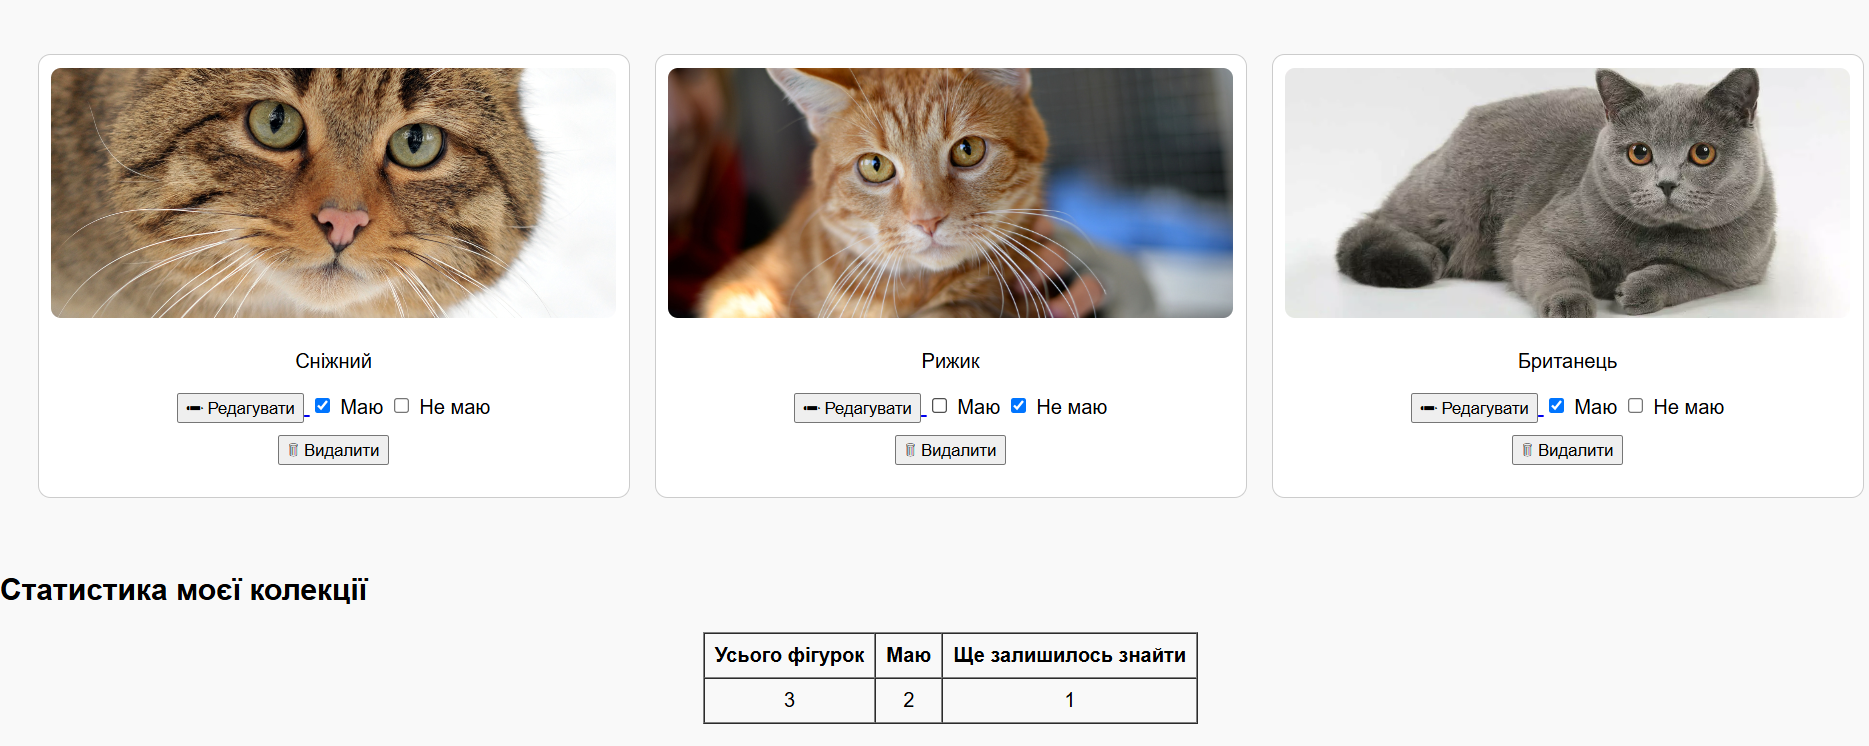 Сніжний
Редагувати Маю Не маю
Видалити
Рижик
Редагувати Маю Не маю
Видалити
Британець
Редагувати Маю Не маю
Видалити
Статистика моєї колекції
Усього фігурок Маю Ще залишилось знайти
3 2 1